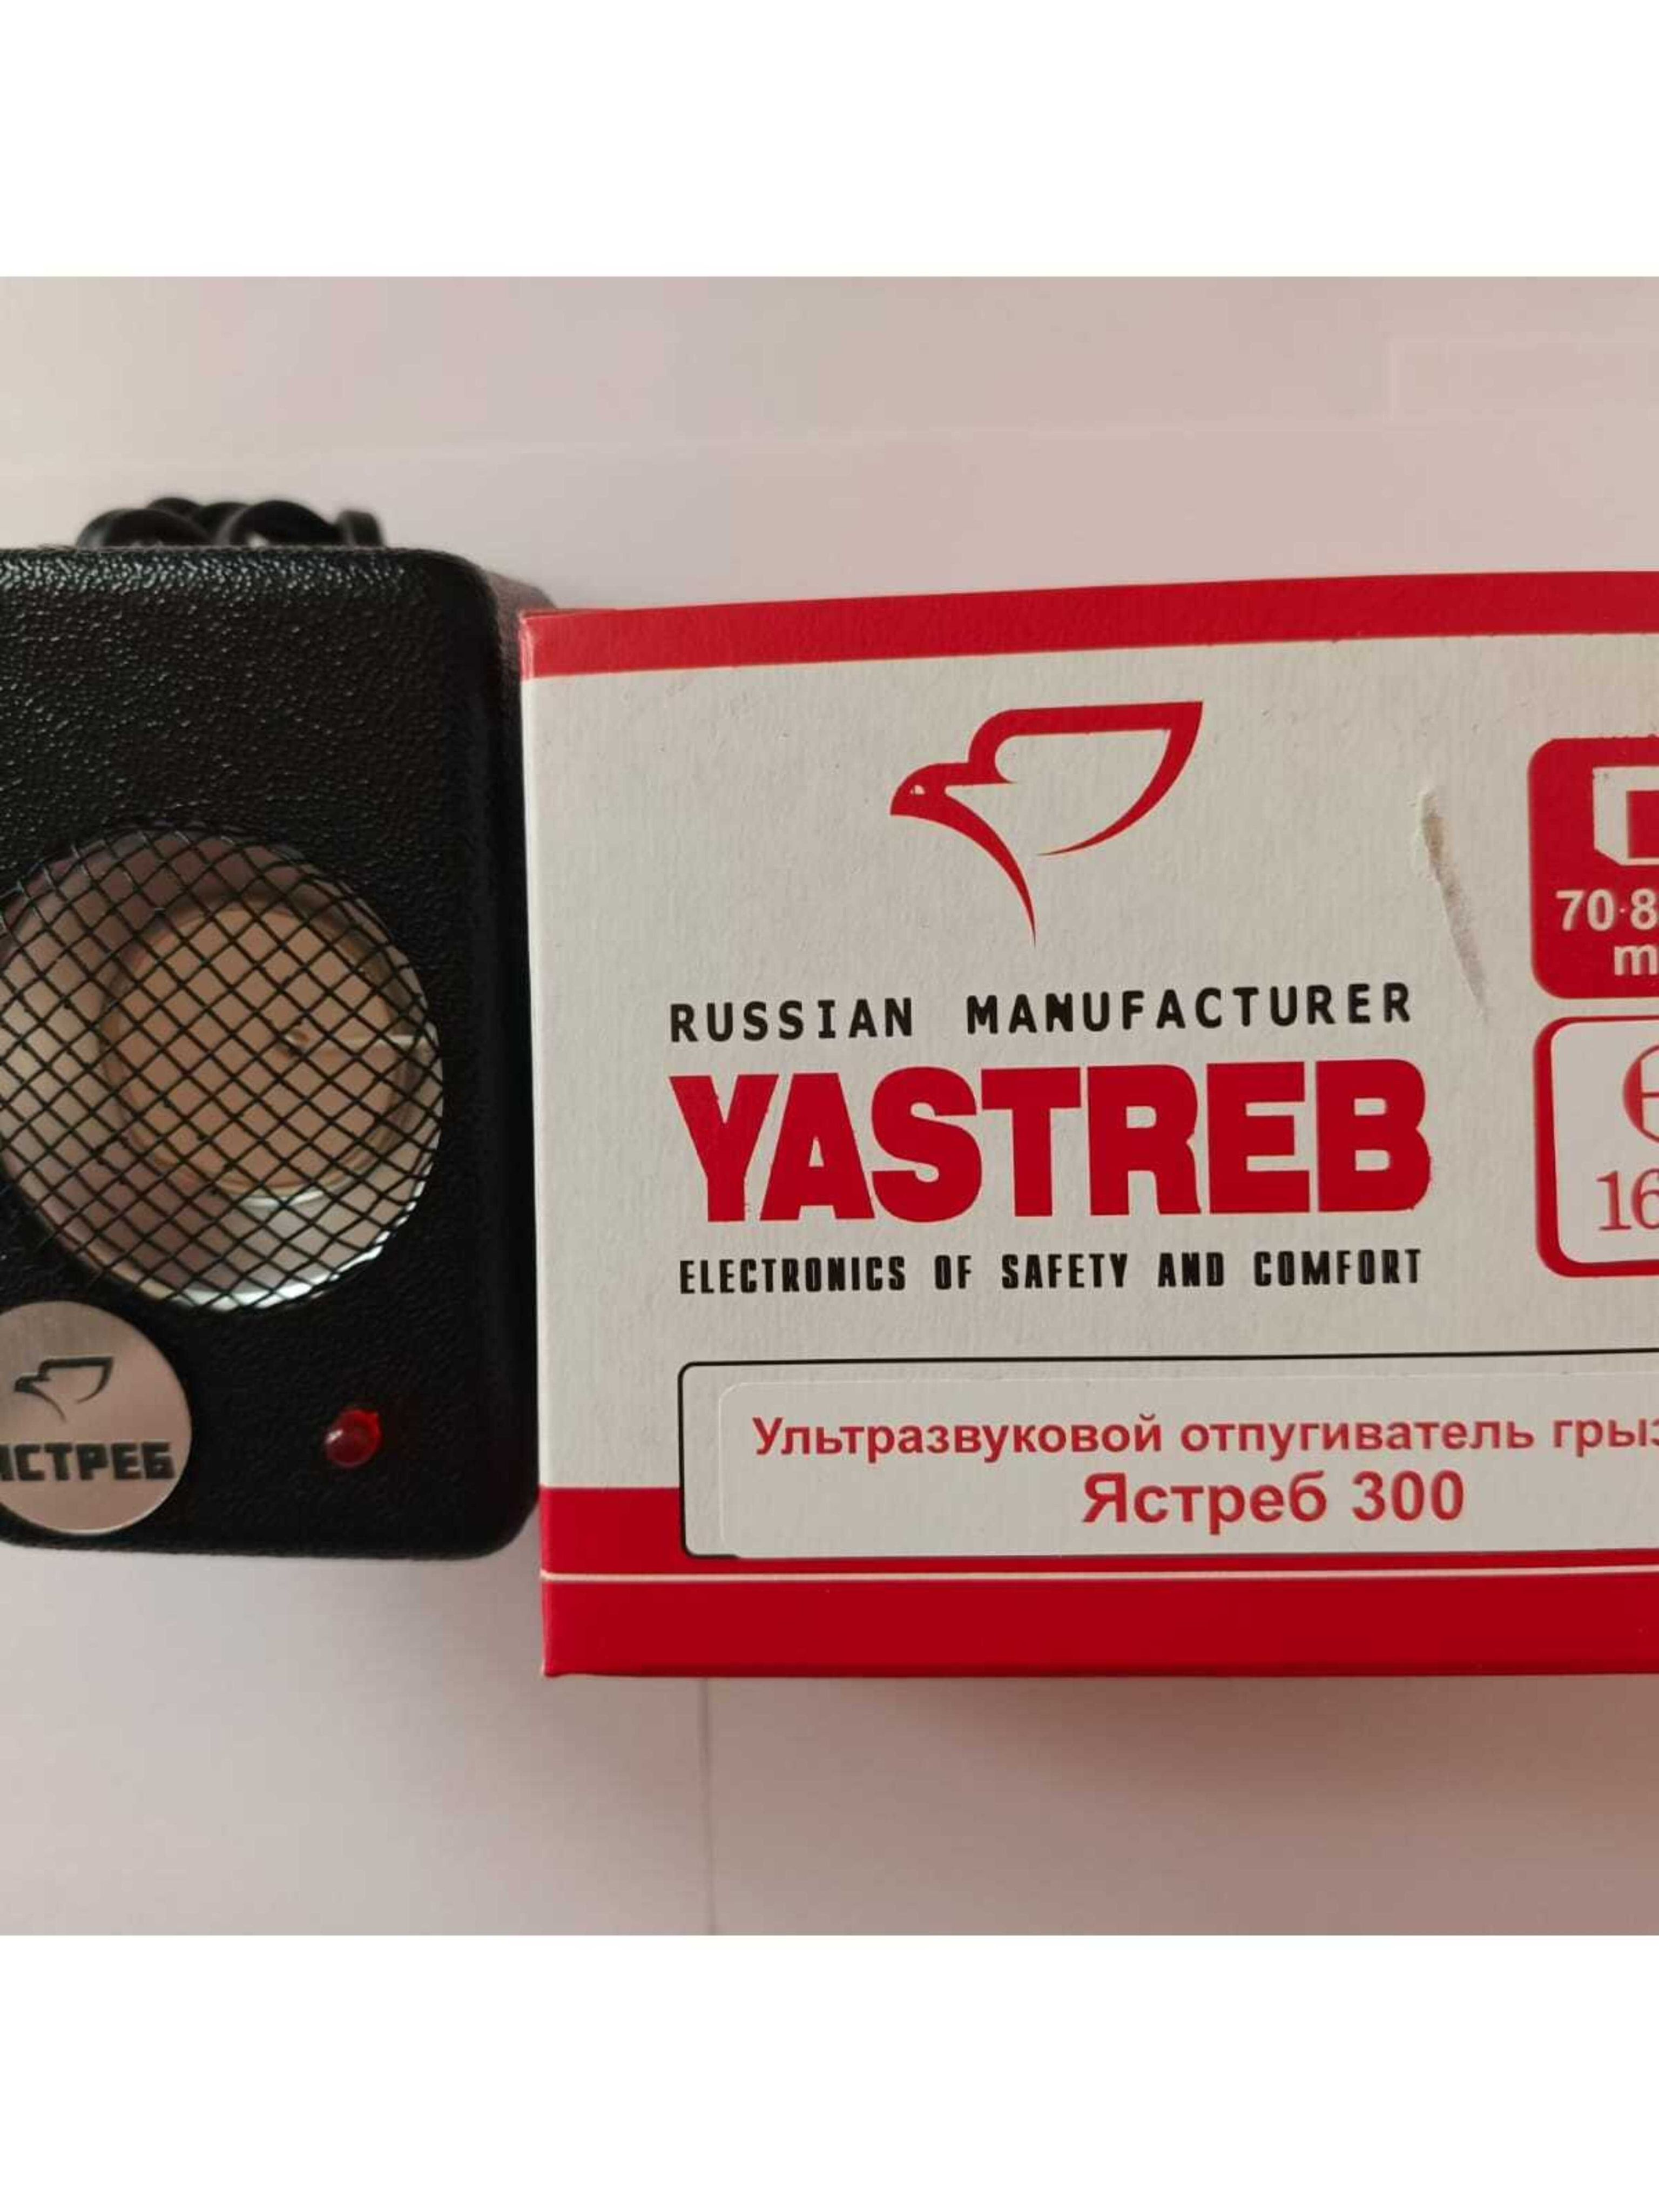 RUSSIAN MANUFACTURER
YASTREB
ELECTRONICS OF SAFETY AND COMFORT
Ультразвуковой отпугиватель
Ястреб 300